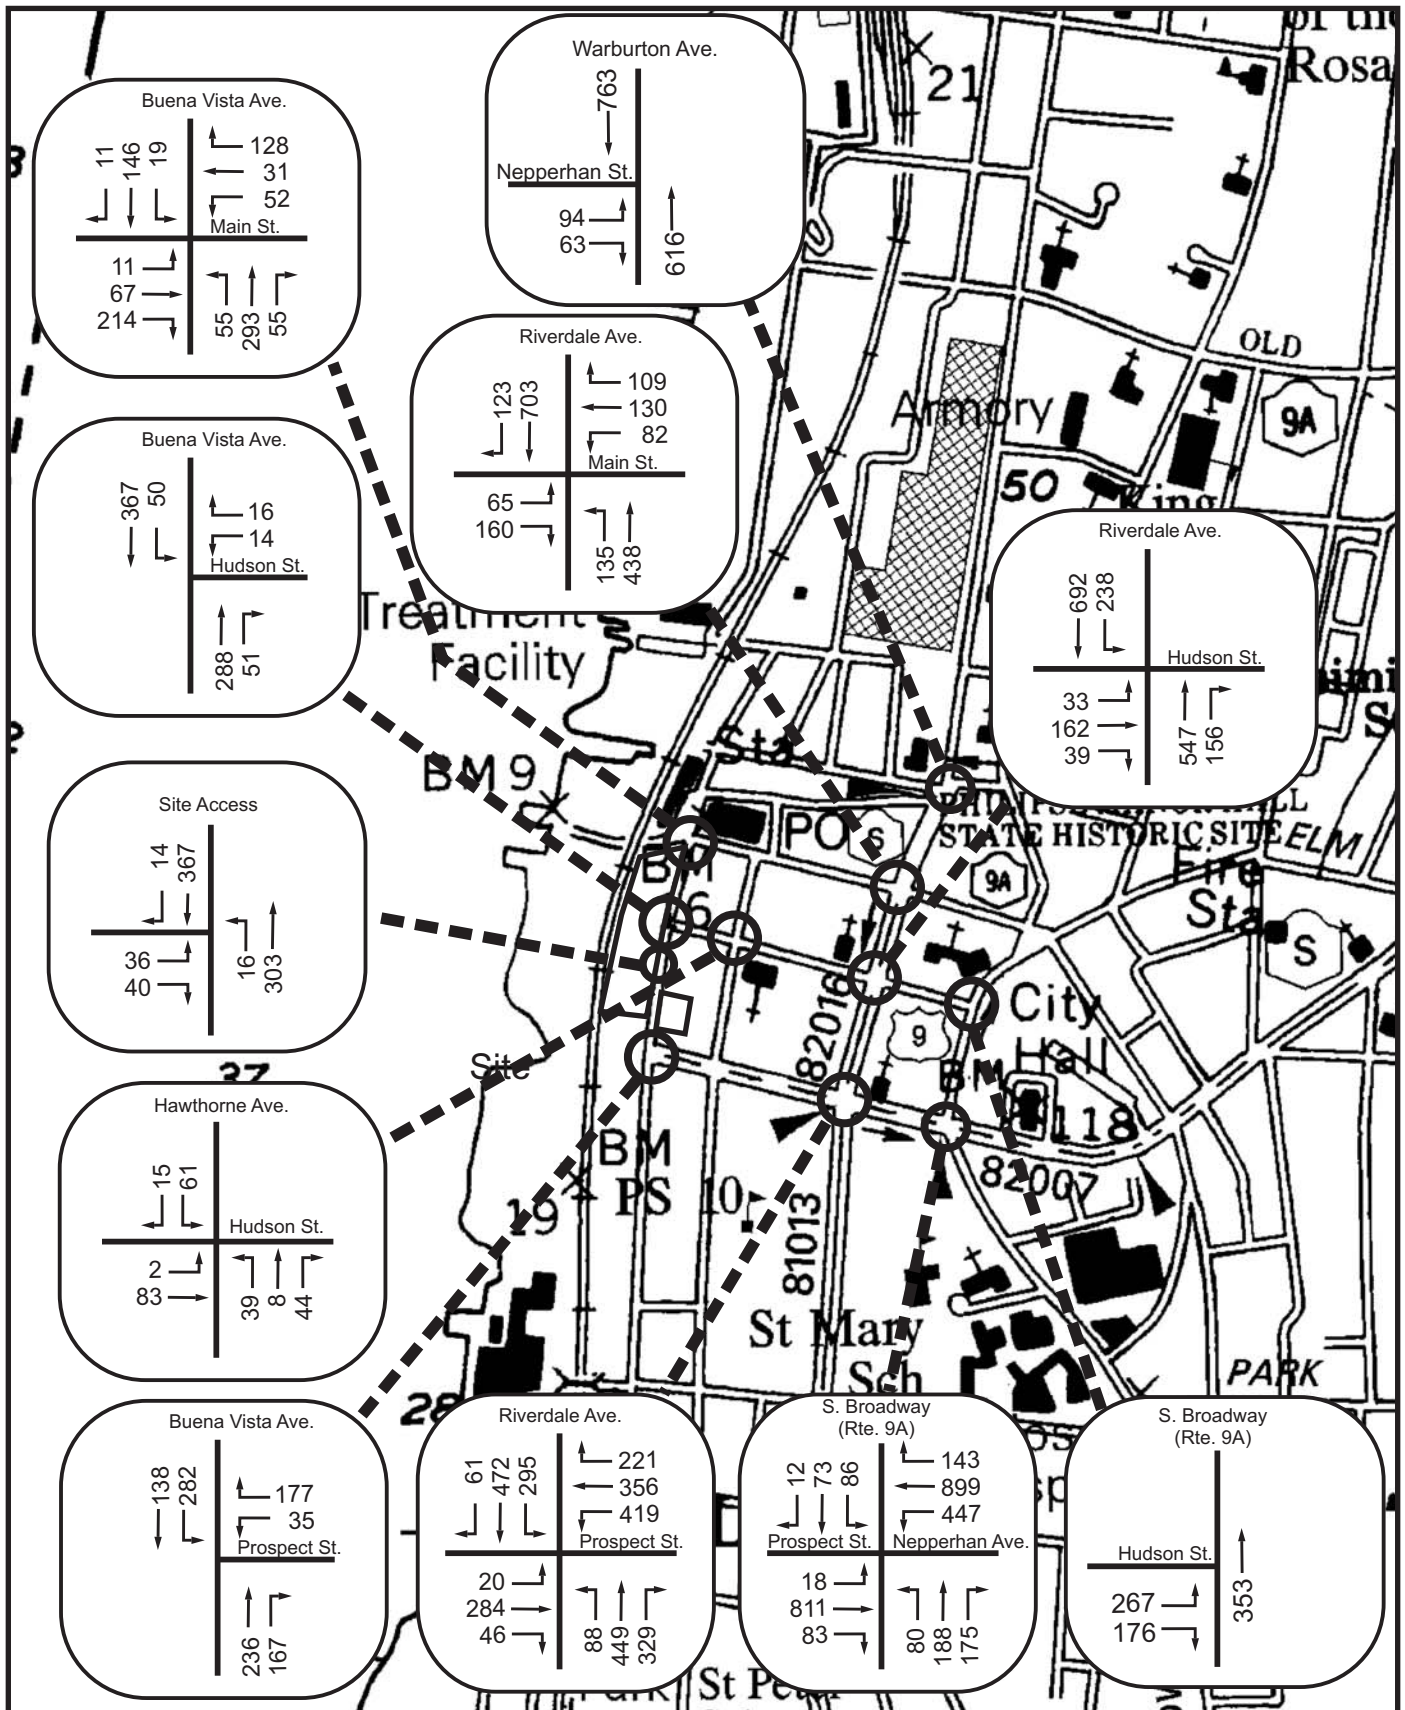 of the
Rosa
21
Warburton Ave.
763
Nepperhan St.
94
63
616
Buena Vista Ave.
11
146
19
128
31
52
Main St.
11
67
214
55
293
55
Riverdale Ave.
123
703
109
130
82
Main St.
65
160
135
438
OLD
9A
Armory
50
King
Buena Vista Ave.
367
50
16
14
Hudson St.
288
51
Treatment
Facility
Riverdale Ave.
692
238
Hudson St.
33
162
39
547
156
Sta
BM 9
Site Access
14
367
36
40
16
303
PO
S
STATE HISTORIC SITE
ELM
9A
Fire
Sta
S
BM
6
82016
9
City
Hall
BM
118
Site
37
Hawthorne Ave.
15
61
Hudson St.
2
83
39
8
44
BM
19
PS 10
82007
81013
St Mary
Sch
PARK
28
Buena Vista Ave.
138
282
177
35
Prospect St.
236
167
Riverdale Ave.
61
472
295
221
356
419
Prospect St.
20
284
46
88
449
329
S. Broadway
(Rte. 9A)
12
73
86
143
899
447
Prospect St.
Nepperhan Ave.
18
811
83
80
188
175
S. Broadway
(Rte. 9A)
Hudson St.
267
176
353
St Peter